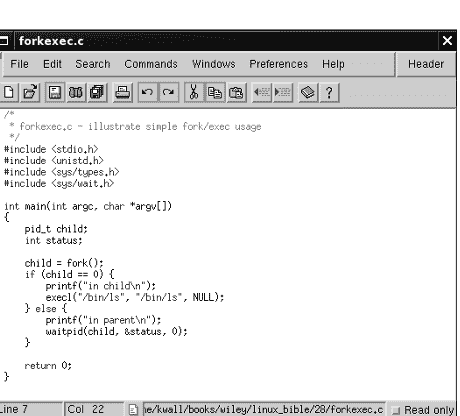 forkexec.c
File Edit Search Commands Windows Preferences Help Header
/*
 * forkexec.c - illustrate simple fork/exec usage
 */
#include <stdio.h>
#include <unistd.h>
#include <sys/types.h>
#include <sys/wait.h>

int main(int argc, char *argv[])
{
    pid_t child;
    int status;

    child = fork();
    if (child == 0) {
        printf("in child\n");
        execl("/bin/ls", "/bin/ls", NULL);
    } else {
        printf("in parent\n");
        waitpid(child, &status, 0);
    }

    return 0;
}
Line 7 Col 22 me/kwall/books/wiley/linux_bible/28/forkexec.c Read only